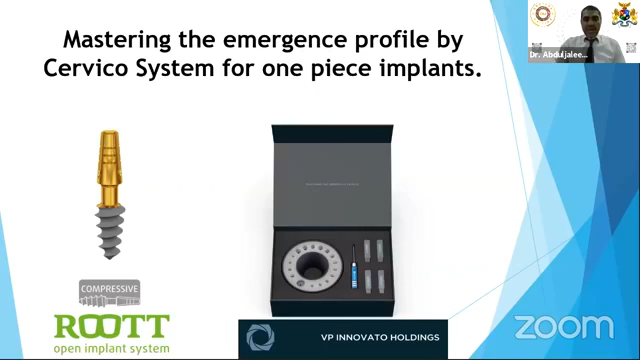 Mastering the emergence profile by
Cervico System for one piece implants.
Dr. Abduljalee...
COMPRESSIVE
ROOTT
open implant system
VP INNOVATO HOLDINGS
zoom